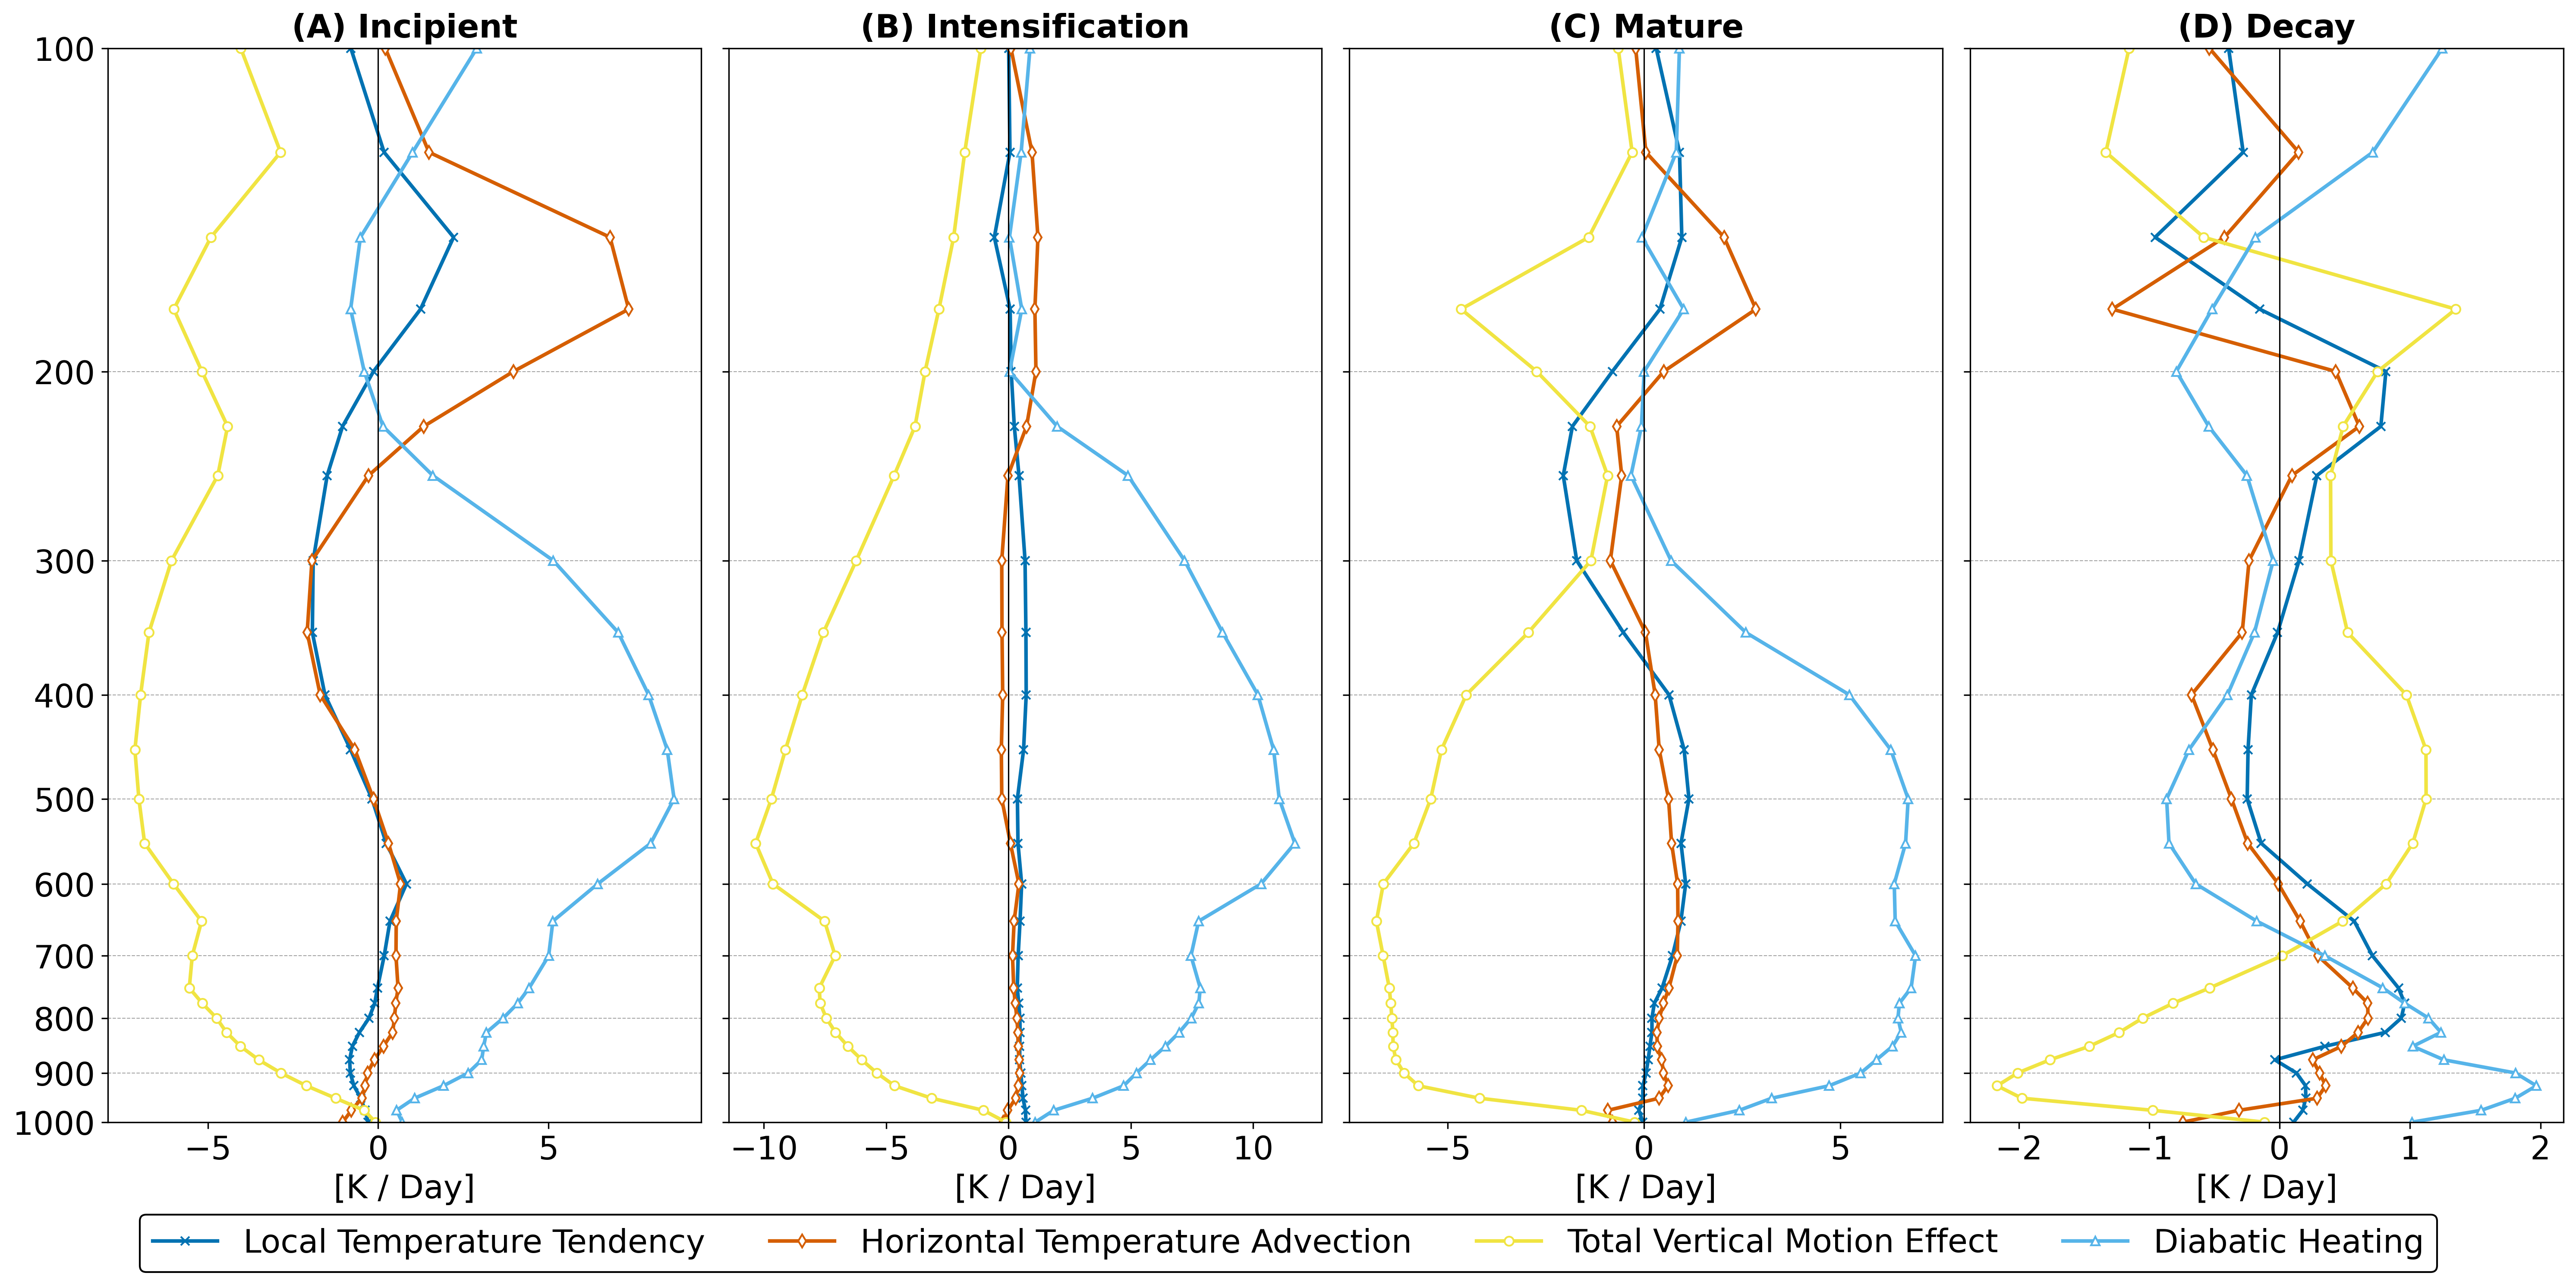 (A) Incipient
(B) Intensification
(C) Mature
(D) Decay
100
200
300
400
500
600
700
800
900
1000
−5 0 5
−10 −5 0 5 10
−5 0 5
−2 −1 0 1 2
[K / Day]
[K / Day]
[K / Day]
[K / Day]
Local Temperature Tendency
Horizontal Temperature Advection
Total Vertical Motion Effect
Diabatic Heating